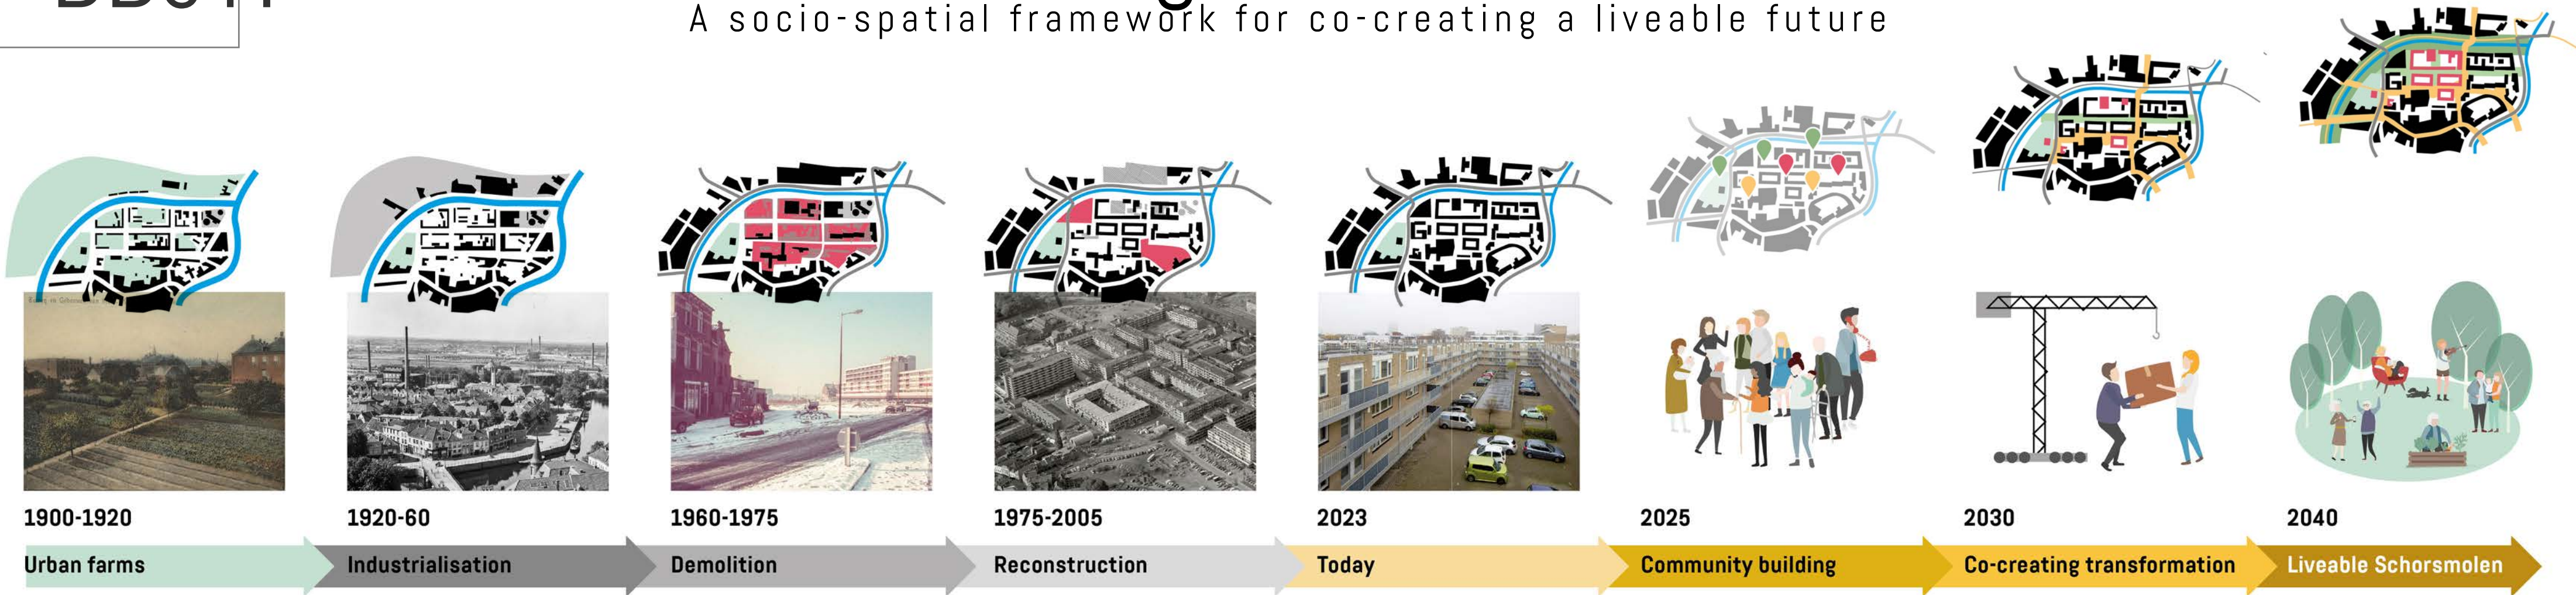 A socio-spatial framework for co-creating a liveable future
1900-1920
1920-60
1960-1975
1975-2005
2023
2025
2030
2040
Urban farms
Industrialisation
Demolition
Reconstruction
Today
Community building
Co-creating transformation
Liveable Schorsmolen